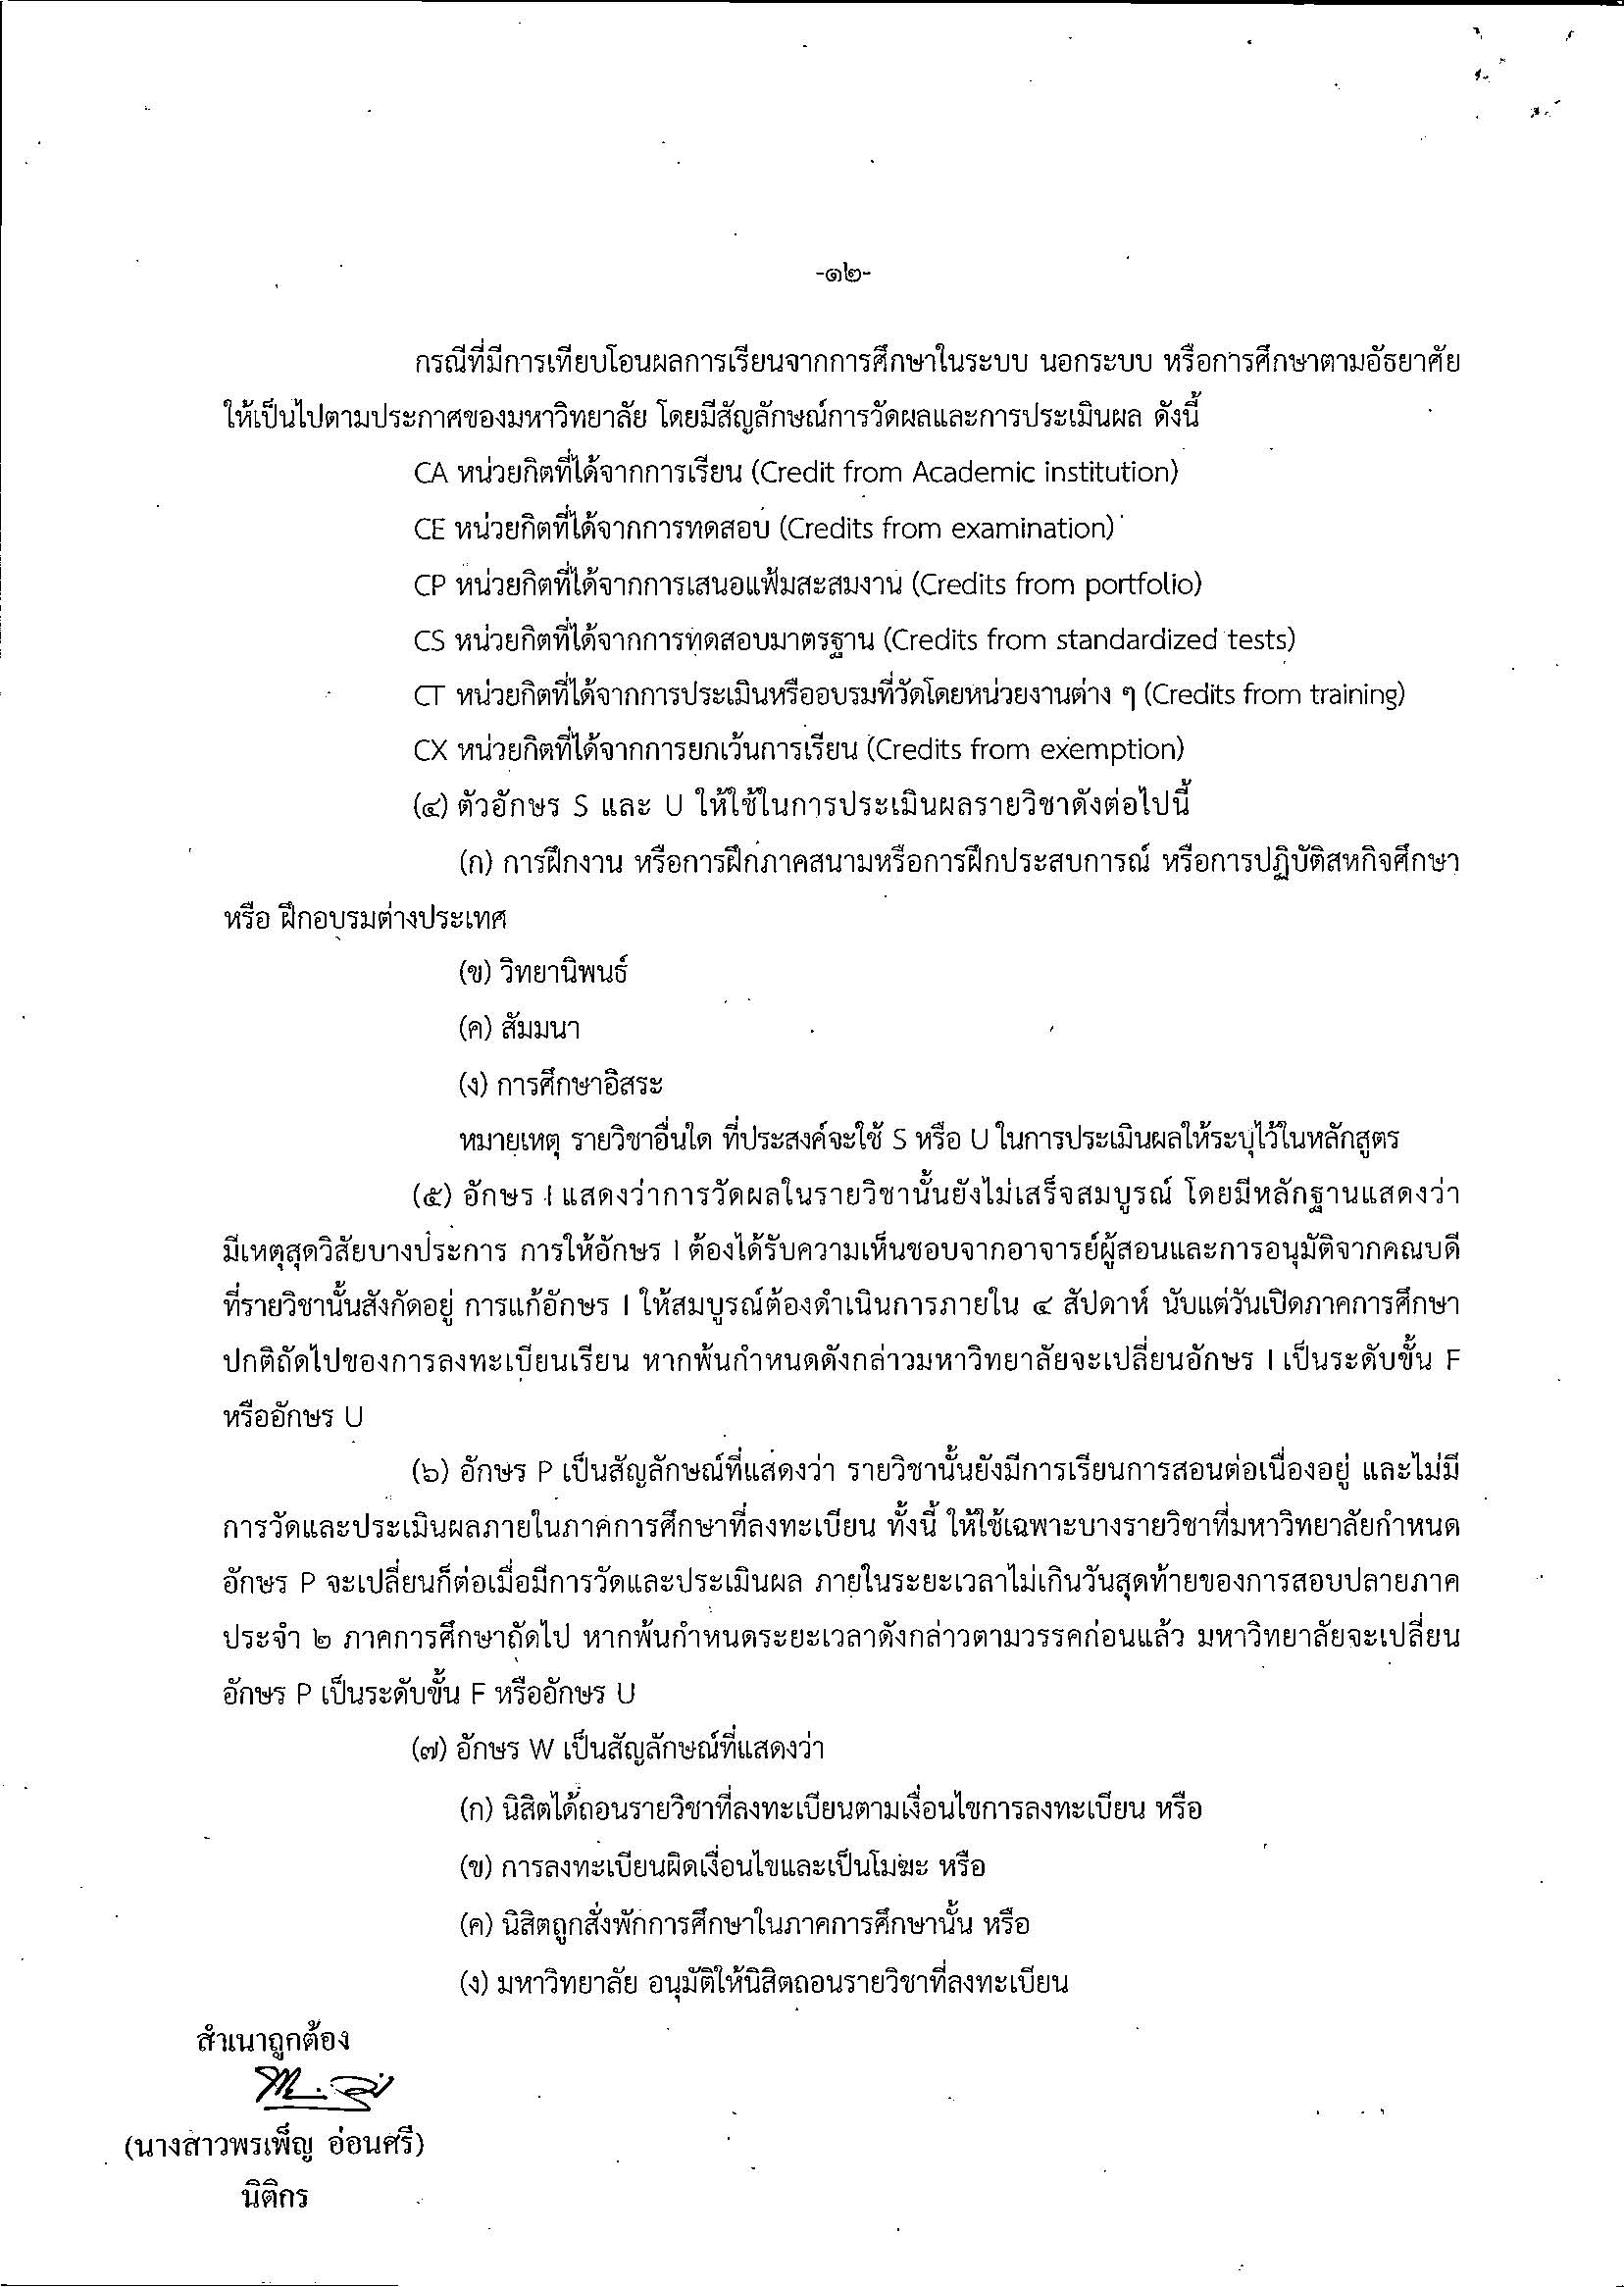 -๑๒-
กรณีที่มีการเทียบโอนผลการเรียนจากการศึกษาในระบบ นอกระบบ หรือการศึกษาตามอัธยาศัย
ให้เป็นไปตามประกาศของมหาวิทยาลัย โดยมีสัญลักษณ์การวัดผลและการประเมินผล ดังนี้
CA หน่วยกิตที่ได้จากการเรียน (Credit from Academic institution)
CE หน่วยกิตที่ได้จากการทดสอบ (Credits from examination)
CP หน่วยกิตที่ได้จากการเสนอแฟ้มสะสมงาน (Credits from portfolio)
CS หน่วยกิตที่ได้จากการทดสอบมาตรฐาน (Credits from standardized tests)
CT หน่วยกิตที่ได้จากการประเมินหรืออบรมที่วัดโดยหน่วยงานต่าง ๆ (Credits from training)
CX หน่วยกิตที่ได้จากการยกเว้นการเรียน (Credits from exemption)
(๔) ตัวอักษร S และ U ให้ใช้ในการประเมินผลรายวิชาดังต่อไปนี้
(ก) การฝึกงาน หรือการฝึกภาคสนามหรือการฝึกประสบการณ์ หรือการปฏิบัติสหกิจศึกษา
หรือ ฝึกอบรมต่างประเทศ
(ข) วิทยานิพนธ์
(ค) สัมมนา
(ง) การศึกษาอิสระ
หมายเหตุ รายวิชาอื่นใด ที่ประสงค์จะใช้ S หรือ U ในการประเมินผลให้ระบุไว้ในหลักสูตร
(๕) อักษร I แสดงว่าการวัดผลในรายวิชานั้นยังไม่เสร็จสมบูรณ์ โดยมีหลักฐานแสดงว่า
มีเหตุสุดวิสัยบางประการ การให้อักษร I ต้องได้รับความเห็นชอบจากอาจารย์ผู้สอนและการอนุมัติจากคณบดี
ที่รายวิชานั้นสังกัดอยู่ การแก้อักษร I ให้สมบูรณ์ต้องดำเนินการภายใน ๔ สัปดาห์ นับแต่วันเปิดภาคการศึกษา
ปกติถัดไปของการลงทะเบียนเรียน หากพ้นกำหนดดังกล่าวมหาวิทยาลัยจะเปลี่ยนอักษร I เป็นระดับขั้น F
หรืออักษร U
(๖) อักษร P เป็นสัญลักษณ์ที่แสดงว่า รายวิชานั้นยังมีการเรียนการสอนต่อเนื่องอยู่ และไม่มี
การวัดและประเมินผลภายในภาคการศึกษาที่ลงทะเบียน ทั้งนี้ ให้ใช้เฉพาะบางรายวิชาที่มหาวิทยาลัยกำหนด
อักษร P จะเปลี่ยนก็ต่อเมื่อมีการวัดและประเมินผล ภายในระยะเวลาไม่เกินวันสุดท้ายของการสอบปลายภาค
ประจำ ๒ ภาคการศึกษาถัดไป หากพ้นกำหนดระยะเวลาดังกล่าวตามวรรคก่อนแล้ว มหาวิทยาลัยจะเปลี่ยน
อักษร P เป็นระดับขั้น F หรืออักษร U
(๗) อักษร W เป็นสัญลักษณ์ที่แสดงว่า
(ก) นิสิตได้ถอนรายวิชาที่ลงทะเบียนตามเงื่อนไขการลงทะเบียน หรือ
(ข) การลงทะเบียนผิดเงื่อนไขและเป็นโมฆะ หรือ
(ค) นิสิตถูกสั่งพักการศึกษาในภาคการศึกษานั้น หรือ
(ง) มหาวิทยาลัย อนุมัติให้นิสิตถอนรายวิชาที่ลงทะเบียน
สำเนาถูกต้อง
(นางสาวพรเพ็ญ อ่อนศรี)
นิติกร